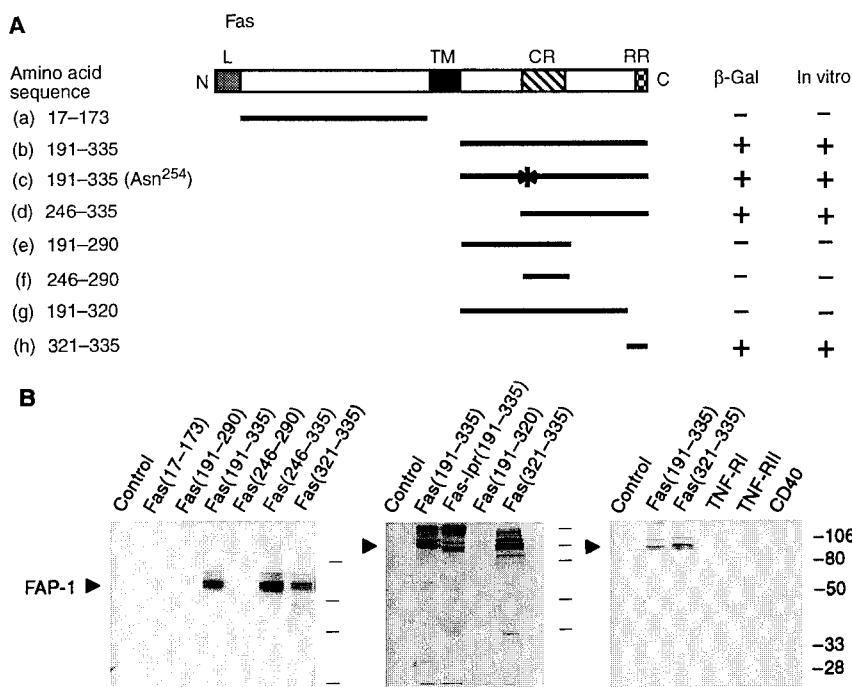 A
Fas
L TM CR RR
Amino acid sequence
N C β-Gal In vitro
(a) 17–173 – –
(b) 191–335 + +
(c) 191–335 (Asn254) + +
(d) 246–335 + +
(e) 191–290 – –
(f) 246–290 – –
(g) 191–320 – –
(h) 321–335 + +
B
Control
Fas(17–173)
Fas(191–290)
Fas(191–335)
Fas(246–290)
Fas(246–335)
Fas(321–335)
Control
Fas(191–335)
Fas-lpr(191–335)
Fas(191–320)
Fas(321–335)
Control
Fas(191–335)
Fas(321–335)
TNF-RI
TNF-RII
CD40
FAP-1
–106
–80
–50
–33
–28